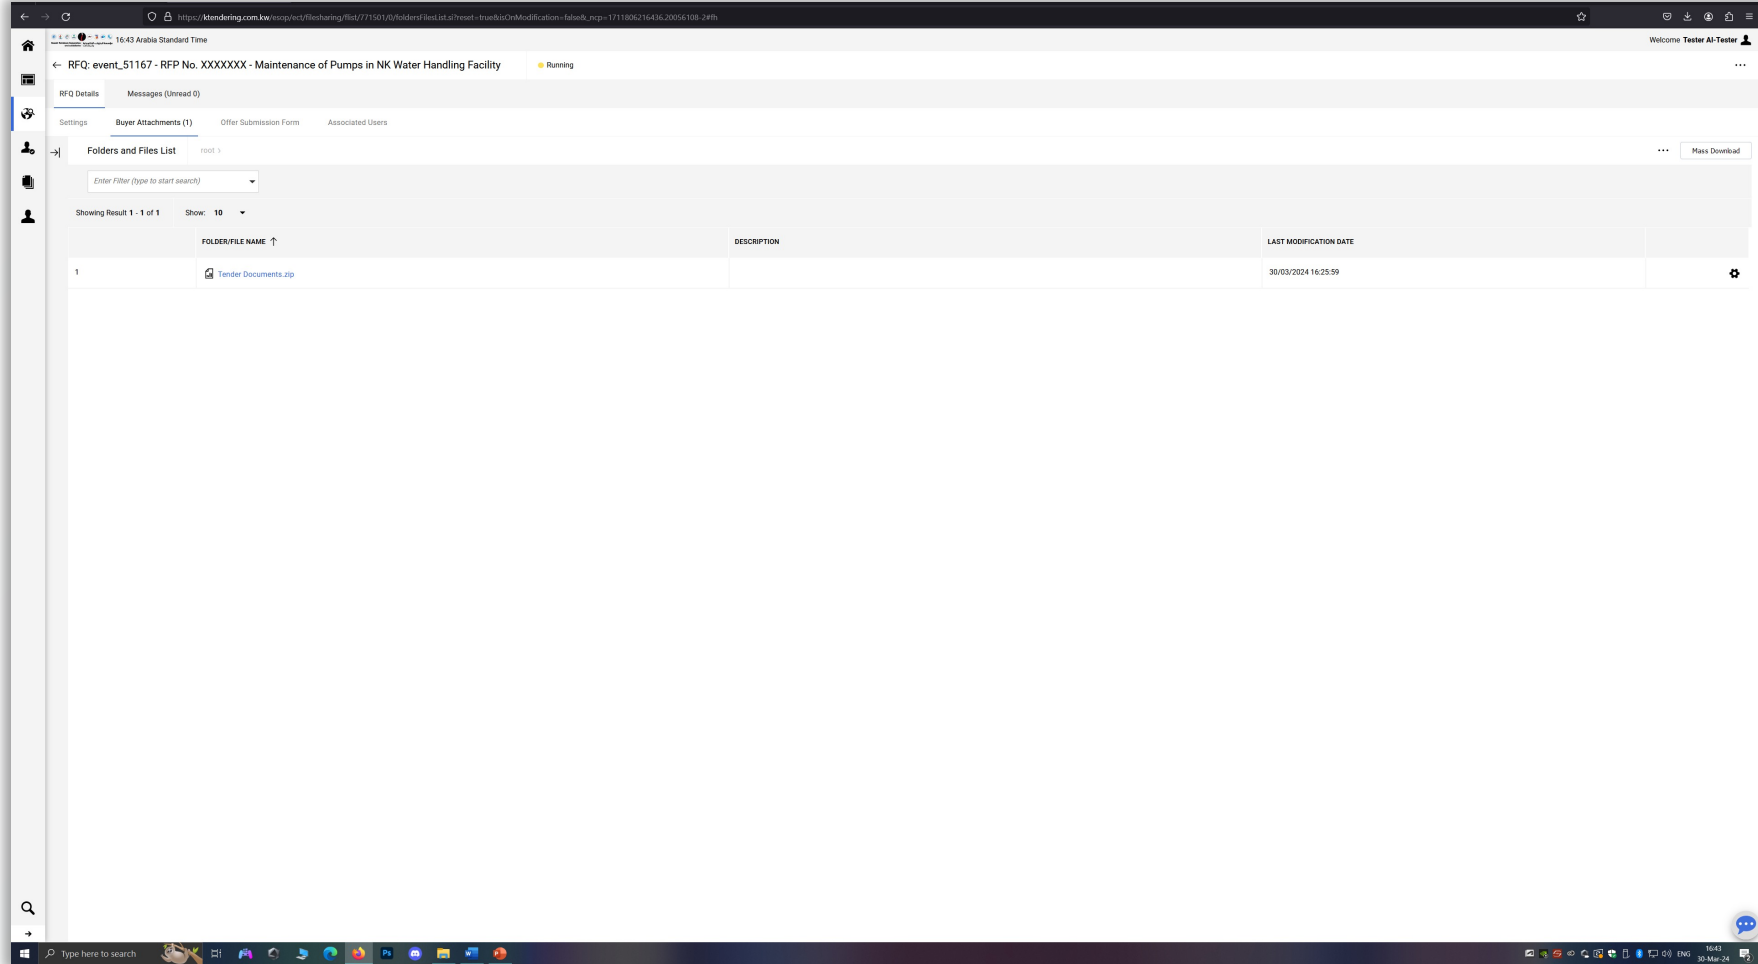 https://ktendering.com.kw/esop/ect/filesharing/flist/771501/0/foldersFilesList.si?reset=true&isOnModification=false&_ncp=1711806216436.20056108-2#fh
16:43 Arabia Standard Time
Welcome Tester Al-Tester
RFQ: event_51167 - RFP No. XXXXXXX - Maintenance of Pumps in NK Water Handling Facility
Running
RFQ Details Messages (Unread 0)
Settings Buyer Attachments (1) Offer Submission Form Associated Users
Folders and Files List root >
Mass Download
Enter Filter (type to start search)
Showing Result 1 - 1 of 1 Show: 10
FOLDER/FILE NAME DESCRIPTION LAST MODIFICATION DATE
1 Tender Documents.zip 30/03/2024 16:25:59
Type here to search
ENG
16:43
30-Mar-24